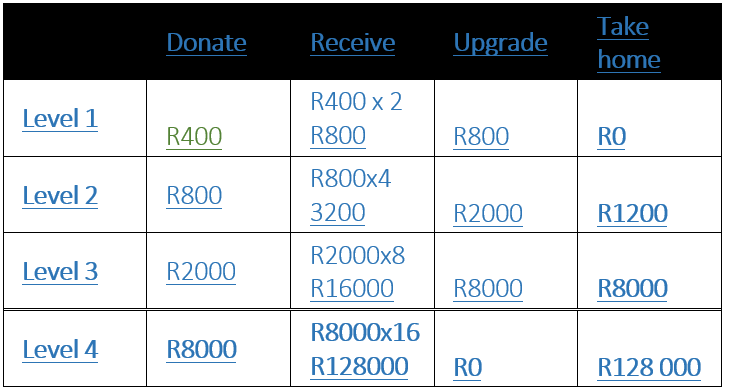 Donate Receive Upgrade Take home
Level 1 R400 R400 x 2 R800 R800 R0
Level 2 R800 R800x4 3200 R2000 R1200
Level 3 R2000 R2000x8 R16000 R8000 R8000
Level 4 R8000 R8000x16 R128000 R0 R128 000